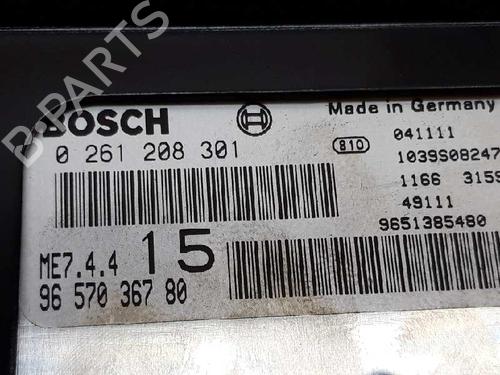 B-PARTS
BOSCH
Made in Germany
0 261 208 301
810
041111
1039S08247
1166 3159
49111
9651385480
ME7.4.4 15
96 570 367 80